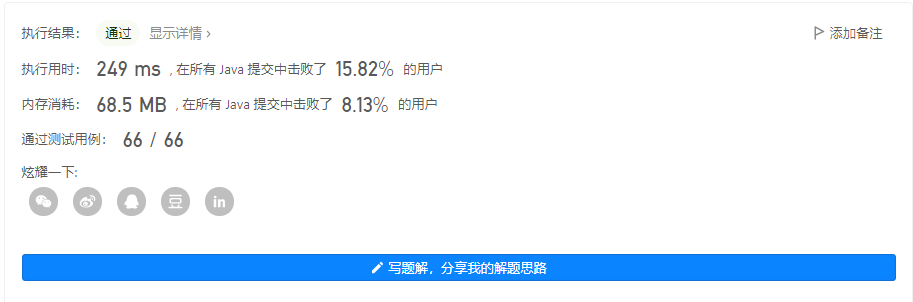 执行结果： 通过 显示详情 › 添加备注
执行用时： 249 ms , 在所有 Java 提交中击败了 15.82% 的用户
内存消耗： 68.5 MB , 在所有 Java 提交中击败了 8.13% 的用户
通过测试用例： 66 / 66
炫耀一下:
豆 in
写题解，分享我的解题思路